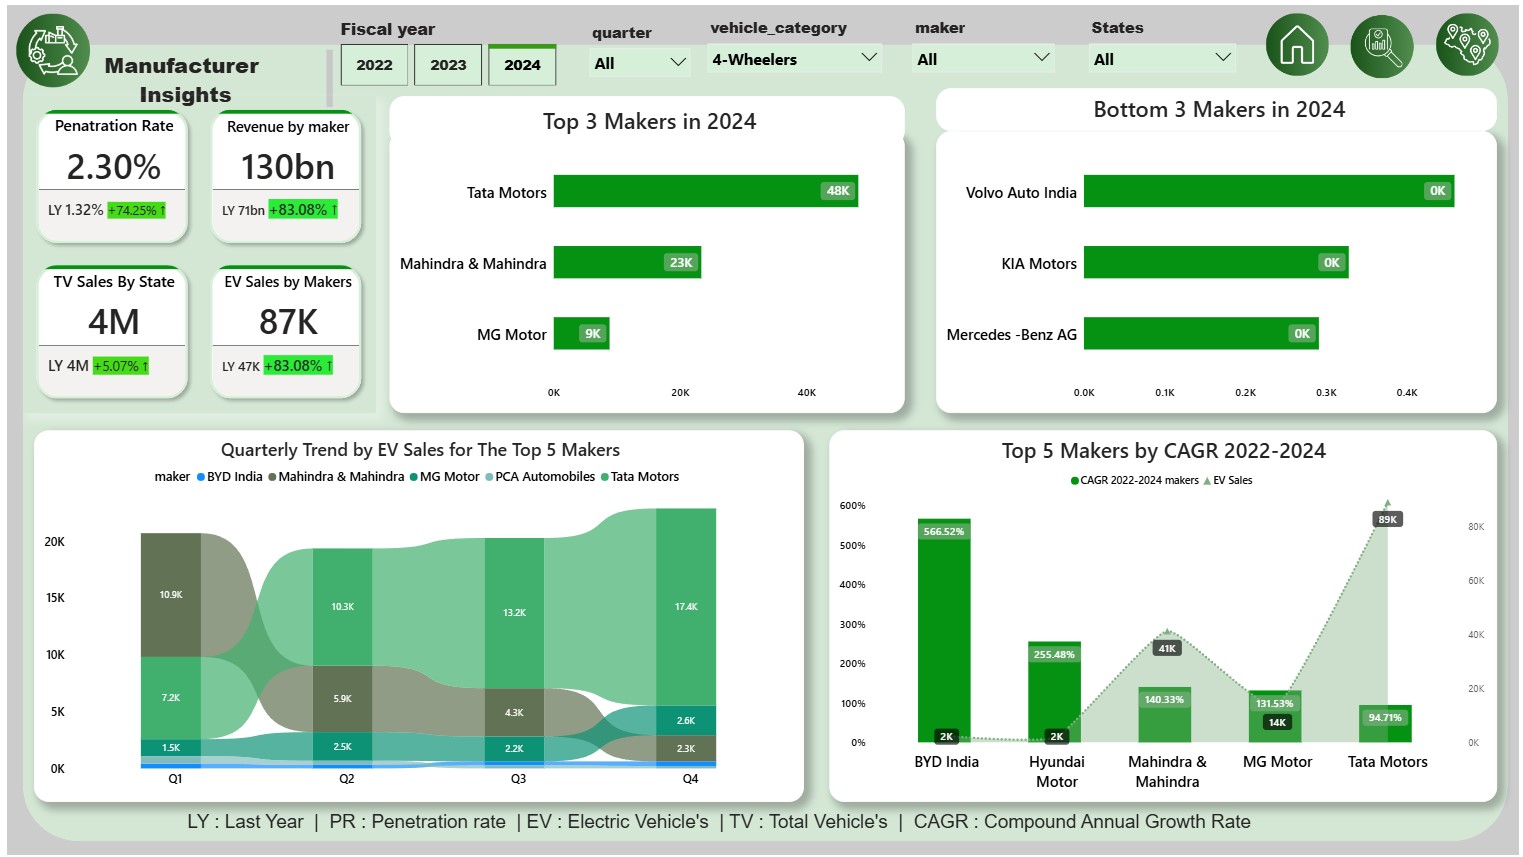 Manufacturer
Insights
Fiscal year
2022
2023
2024
quarter
All
vehicle_category
4-Wheelers
maker
All
States
All
Penatration Rate
2.30%
LY 1.32% +74.25% ↑
Revenue by maker
130bn
LY 71bn +83.08% ↑
TV Sales By State
4M
LY 4M +5.07% ↑
EV Sales by Makers
87K
LY 47K +83.08% ↑
Top 3 Makers in 2024
Tata Motors
48K
Mahindra & Mahindra
23K
MG Motor
9K
0K 20K 40K
Bottom 3 Makers in 2024
Volvo Auto India
0K
KIA Motors
0K
Mercedes -Benz AG
0K
0.0K 0.1K 0.2K 0.3K 0.4K
Quarterly Trend by EV Sales for The Top 5 Makers
maker BYD India Mahindra & Mahindra MG Motor PCA Automobiles Tata Motors
20K
15K
10K
5K
0K
10.9K
7.2K
1.5K
10.3K
5.9K
2.5K
13.2K
4.3K
2.2K
17.4K
2.6K
2.3K
Q1 Q2 Q3 Q4
Top 5 Makers by CAGR 2022-2024
CAGR 2022-2024 makers EV Sales
600%
500%
400%
300%
200%
100%
0%
566.52%
2K
255.48%
2K
41K
140.33%
131.53%
14K
89K
94.71%
80K
60K
40K
20K
0K
BYD India
Hyundai
Motor
Mahindra &
Mahindra
MG Motor
Tata Motors
LY : Last Year | PR : Penetration rate | EV : Electric Vehicle's | TV : Total Vehicle's | CAGR : Compound Annual Growth Rate